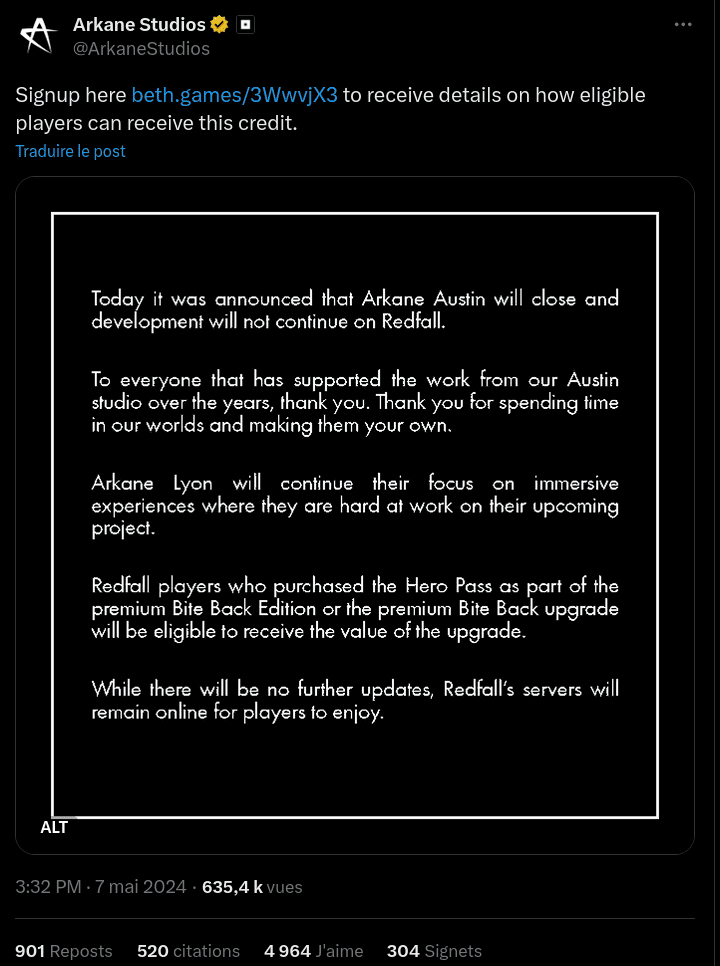 Arkane Studios
@ArkaneStudios
Signup here beth.games/3WwvjX3 to receive details on how eligible
players can receive this credit.
Traduire le post
Today it was announced that Arkane Austin will close and
development will not continue on Redfall.
To everyone that has supported the work from our Austin
studio over the years, thank you. Thank you for spending time
in our worlds and making them your own.
Arkane Lyon will continue their focus on immersive
experiences where they are hard at work on their upcoming
project.
Redfall players who purchased the Hero Pass as part of the
premium Bite Back Edition or the premium Bite Back upgrade
will be eligible to receive the value of the upgrade.
While there will be no further updates, Redfall's servers will
remain online for players to enjoy.
ALT
3:32 PM · 7 mai 2024 · 635,4 k vues
901 Reposts 520 citations 4 964 J'aime 304 Signets